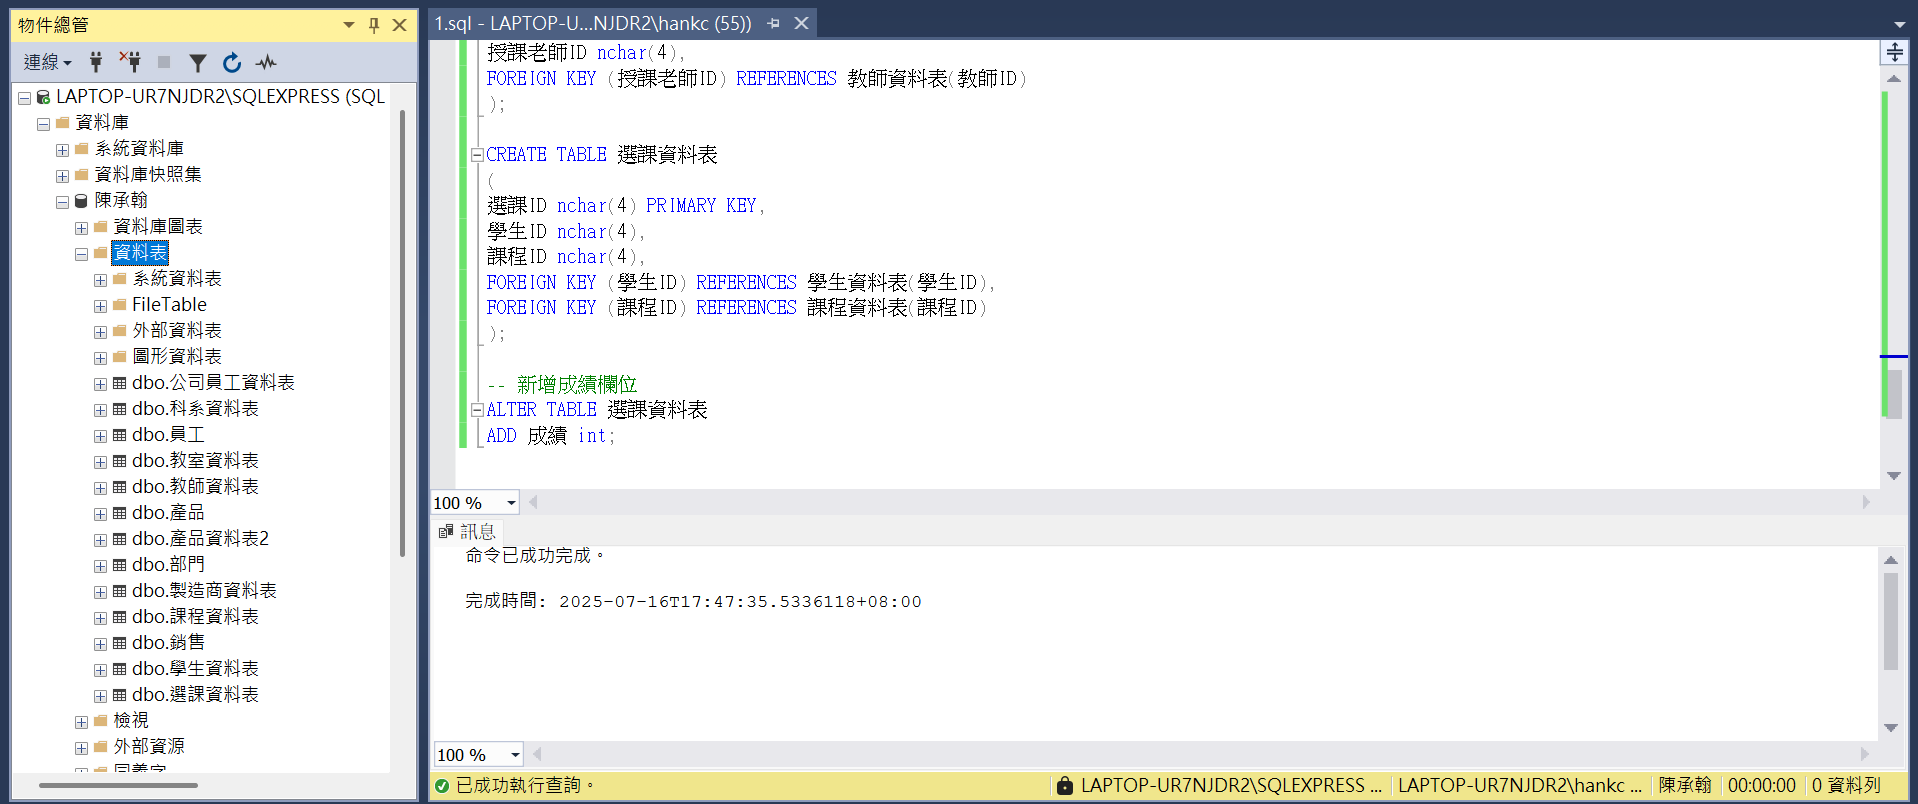 物件總管
連線
LAPTOP-UR7NJDR2\SQLEXPRESS (SQL
資料庫
系統資料庫
資料庫快照集
陳承翰
資料庫圖表
資料表
系統資料表
FileTable
外部資料表
圖形資料表
dbo.公司員工資料表
dbo.科系資料表
dbo.員工
dbo.教室資料表
dbo.教師資料表
dbo.產品
dbo.產品資料表2
dbo.部門
dbo.製造商資料表
dbo.課程資料表
dbo.銷售
dbo.學生資料表
dbo.選課資料表
檢視
外部資源
同義字
1.sql - LAPTOP-U...NJDR2\hankc (55))
授課老師ID nchar(4),
FOREIGN KEY (授課老師ID) REFERENCES 教師資料表(教師ID)
);
CREATE TABLE 選課資料表
(
選課ID nchar(4) PRIMARY KEY,
學生ID nchar(4),
課程ID nchar(4),
FOREIGN KEY (學生ID) REFERENCES 學生資料表(學生ID),
FOREIGN KEY (課程ID) REFERENCES 課程資料表(課程ID)
);
-- 新增成績欄位
ALTER TABLE 選課資料表
ADD 成績 int;
100 %
訊息
命令已成功完成。
完成時間: 2025-07-16T17:47:35.5336118+08:00
100 %
已成功執行查詢。
LAPTOP-UR7NJDR2\SQLEXPRESS ...
LAPTOP-UR7NJDR2\hankc ...
陳承翰
00:00:00
0 資料列